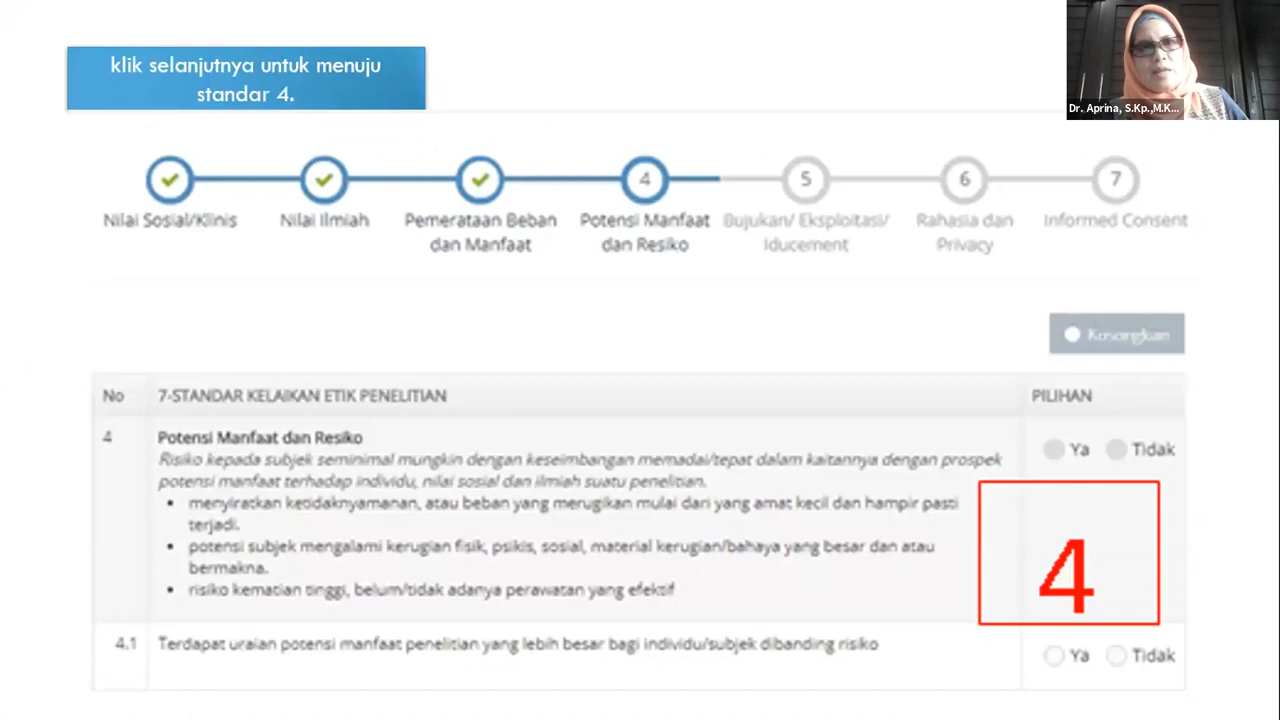 klik selanjutnya untuk menuju
standar 4.
Dr. Aprina, S.Kp.,M.K...
4
5
6
7
Nilai Sosial/Klinis
Nilai Ilmiah
Pemerataan Beban
dan Manfaat
Potensi Manfaat
dan Resiko
Bujukan/ Eksploitasi/
Iducement
Rahasia dan
Privacy
Informed Consent
Kosongkan
No 7-STANDAR KELAIKAN ETIK PENELITIAN PILIHAN
4 Potensi Manfaat dan Resiko
Ya Tidak
Risiko kepada subjek seminimal mungkin dengan keseimbangan memadai/tepat dalam kaitannya dengan prospek
potensi manfaat terhadap individu, nilai sosial dan ilmiah suatu penelitian.
• menyiratkan ketidaknyamanan, atau beban yang merugikan mulai dari yang amat kecil dan hampir pasti
terjadi.
• potensi subjek mengalami kerugian fisik, psikis, sosial, material kerugian/bahaya yang besar dan atau
bermakna.
• risiko kematian tinggi, belum/tidak adanya perawatan yang efektif
4
4.1 Terdapat uraian potensi manfaat penelitian yang lebih besar bagi individu/subjek dibanding risiko
Ya Tidak